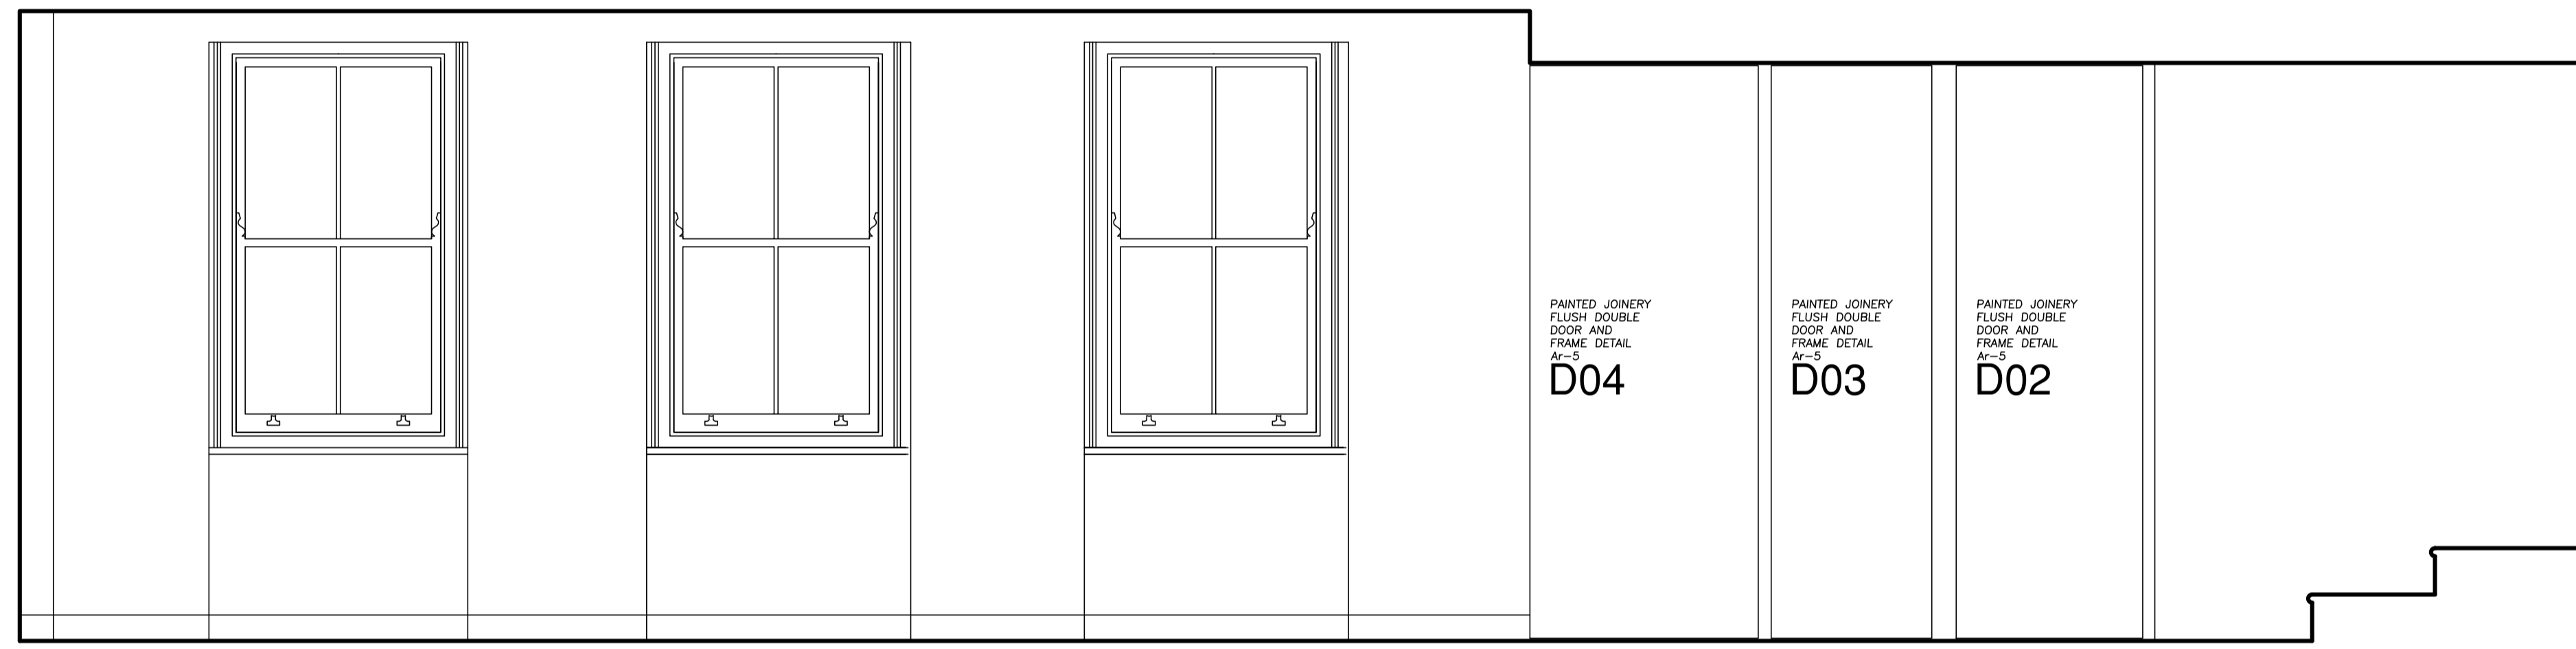 PAINTED JOINERY
FLUSH DOUBLE
DOOR AND
FRAME DETAIL
Ar-5
D04
PAINTED JOINERY
FLUSH DOUBLE
DOOR AND
FRAME DETAIL
Ar-5
D03
PAINTED JOINERY
FLUSH DOUBLE
DOOR AND
FRAME DETAIL
Ar-5
D02